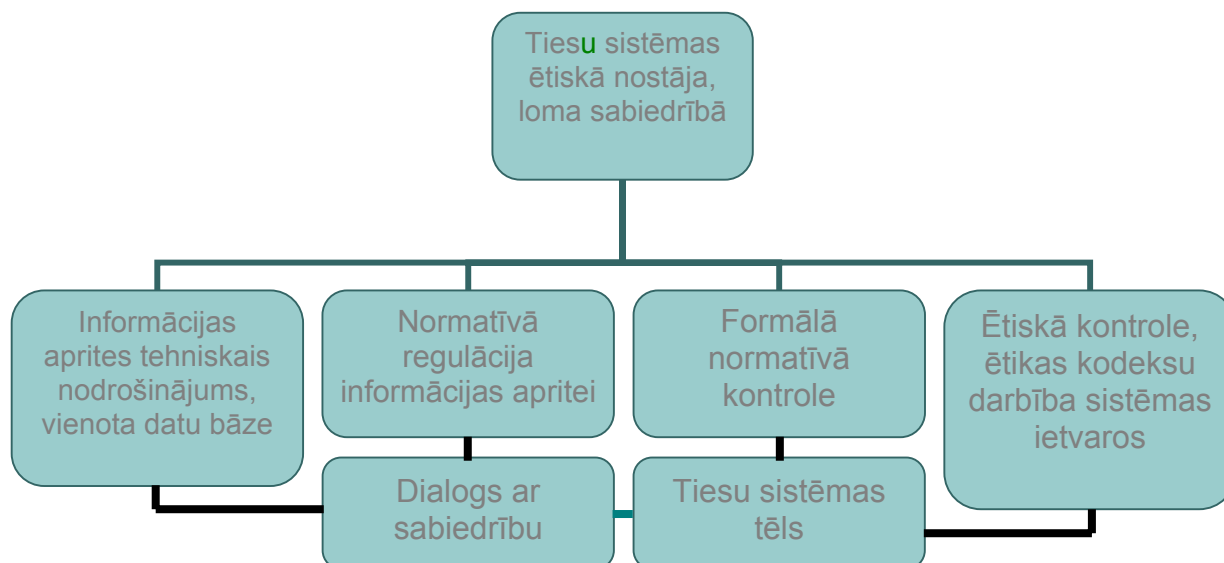 Tiesu sistēmas
ētiskā nostāja,
loma sabiedrībā
Informācijas
aprites tehniskais
nodrošinājums,
vienota datu bāze
Normatīvā
regulācija
informācijas apritei
Formālā
normatīvā
kontrole
Ētiskā kontrole,
ētikas kodeksu
darbība sistēmas
ietvaros
Dialogs ar
sabiedrību
Tiesu sistēmas
tēls